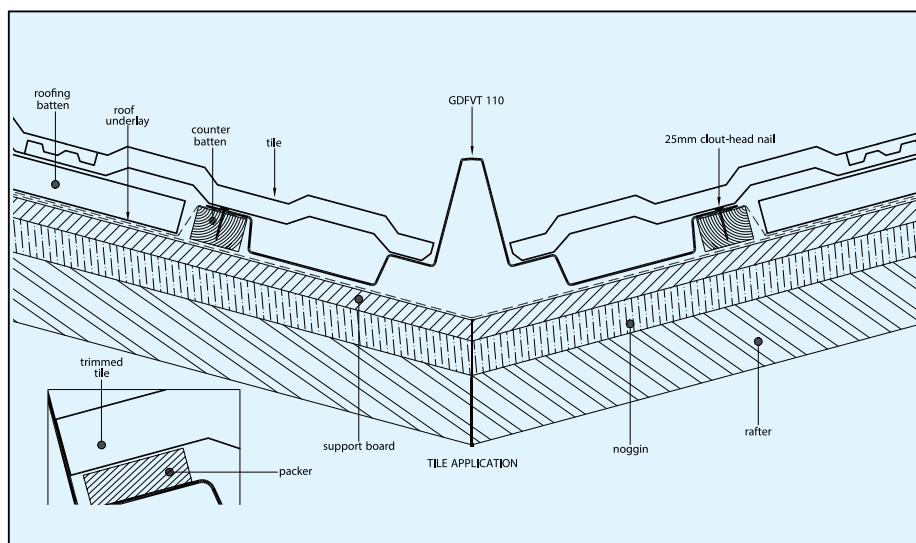 roofing
batten
roof
underlay
counter
batten
tile
GDFVT 110
25mm clout-head nail
trimmed
tile
packer
support board
TILE APPLICATION
noggin
rafter